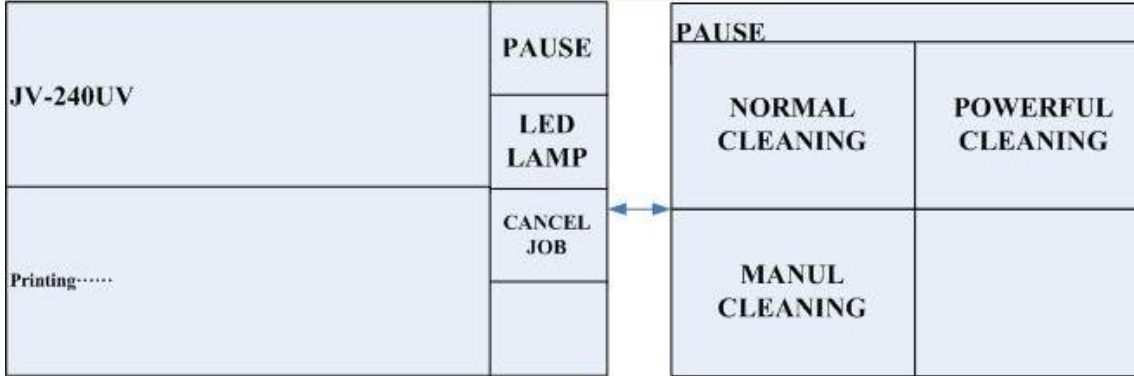 JV-240UV
Printing······
PAUSE
LED
LAMP
CANCEL
JOB
PAUSE
NORMAL
CLEANING
POWERFUL
CLEANING
MANUL
CLEANING